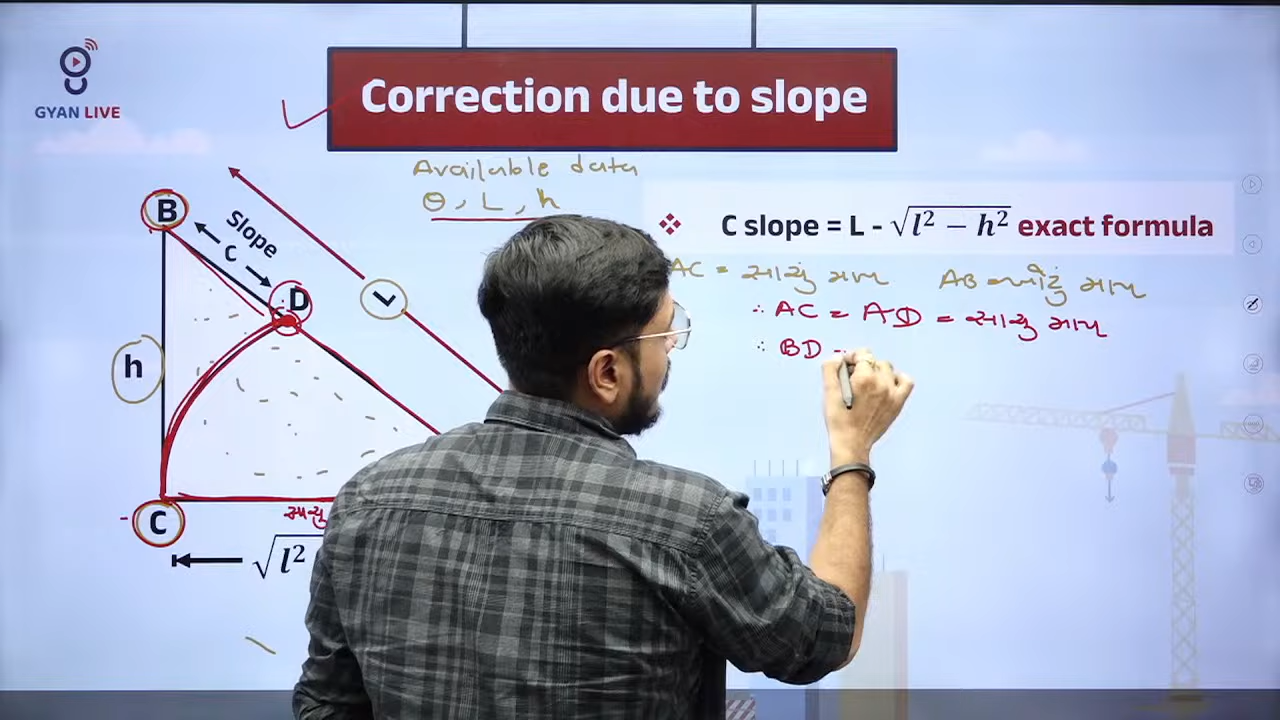 GYAN LIVE
Correction due to slope
Available data
θ, L, h
❖ C slope = L - √l² − h² exact formula
AC = સાચું માપ AB = ખોટું માપ
∴ AC = AD = સાચું માપ
∴ BD =
B
Slope
C
D
L
h
C
સાચું
√l²